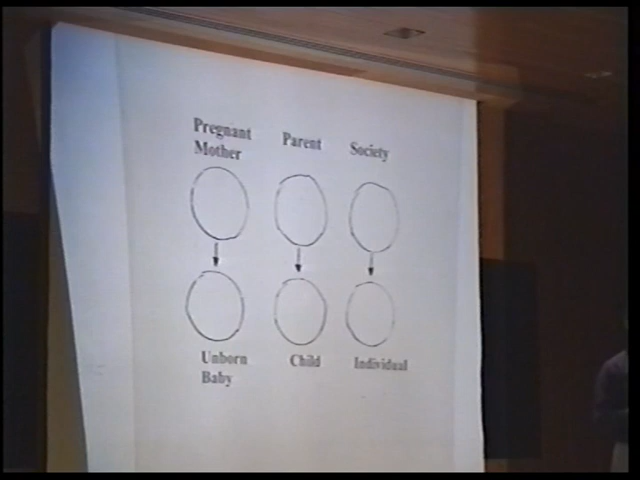 Pregnant
Mother
Parent
Society
Unborn
Baby
Child
Individual